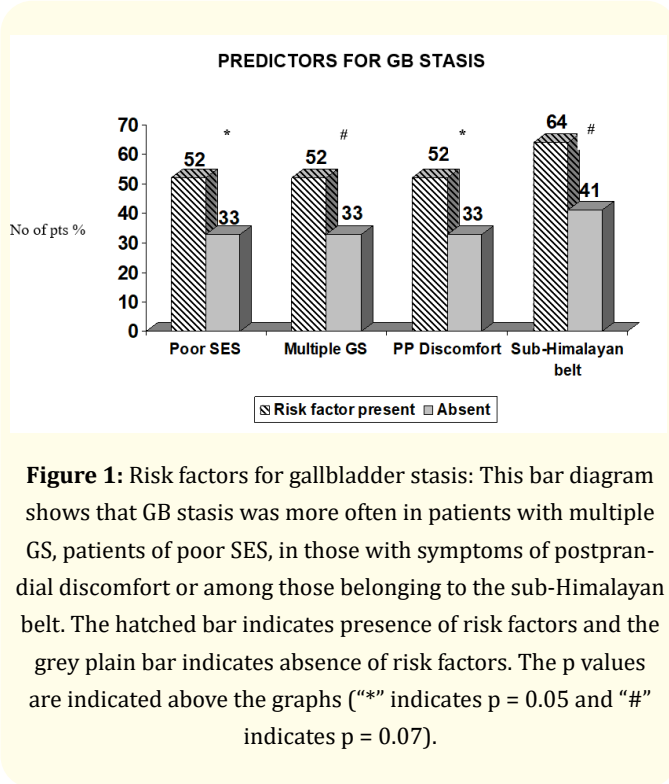 PREDICTORS FOR GB STASIS
70
60
50
40
30
20
10
0
No of pts %
*
#
*
#
52
33
52
33
52
33
64
41
Poor SES
Multiple GS
PP Discomfort
Sub-Himalayan
belt
Risk factor present
Absent
Figure 1: Risk factors for gallbladder stasis: This bar diagram
shows that GB stasis was more often in patients with multiple
GS, patients of poor SES, in those with symptoms of postpran-
dial discomfort or among those belonging to the sub-Himalayan
belt. The hatched bar indicates presence of risk factors and the
grey plain bar indicates absence of risk factors. The p values
are indicated above the graphs (“*” indicates p = 0.05 and “#”
indicates p = 0.07).